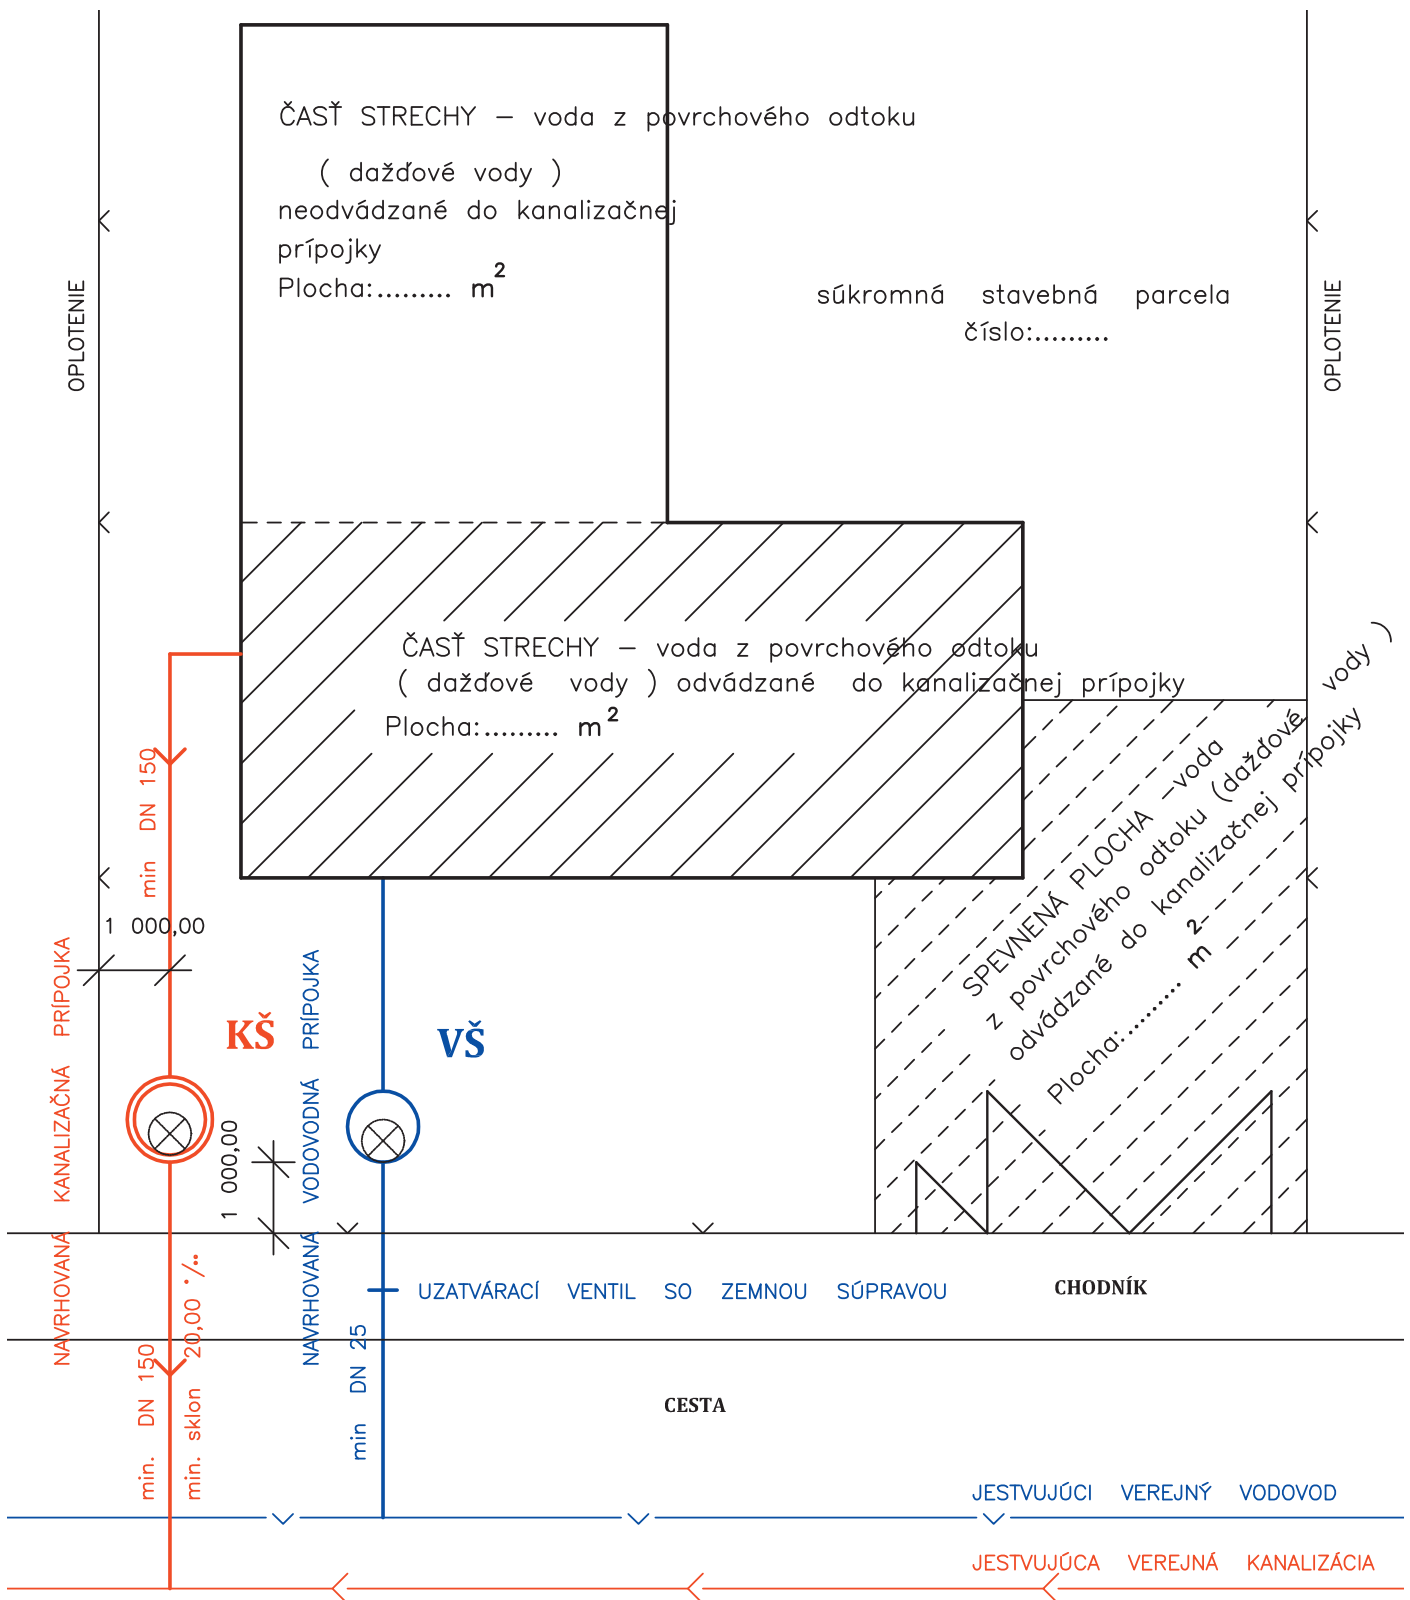 ČASŤ STRECHY – voda z povrchového odtoku
( dažďové vody )
neodvádzané do kanalizačnej
prípojky
Plocha:......... m²
súkromná stavebná parcela
číslo:.........
OPLOTENIE
OPLOTENIE
ČASŤ STRECHY – voda z povrchového odtoku
( dažďové vody ) odvádzané do kanalizačnej prípojky
Plocha:......... m²
SPEVNENÁ PLOCHA – voda
z povrchového odtoku (dažďové vody )
odvádzané do kanalizačnej prípojky
Plocha:......... m²
min DN 150
1 000,00
NAVRHOVANÁ KANALIZAČNÁ PRÍPOJKA
KŠ
NAVRHOVANÁ VODOVODNÁ PRÍPOJKA
VŠ
1 000,00
UZATVÁRACÍ VENTIL SO ZEMNOU SÚPRAVOU
CHODNÍK
min. DN 150
min. sklon 20,00 °/₀₀
min DN 25
CESTA
JESTVUJÚCI VEREJNÝ VODOVOD
JESTVUJÚCA VEREJNÁ KANALIZÁCIA